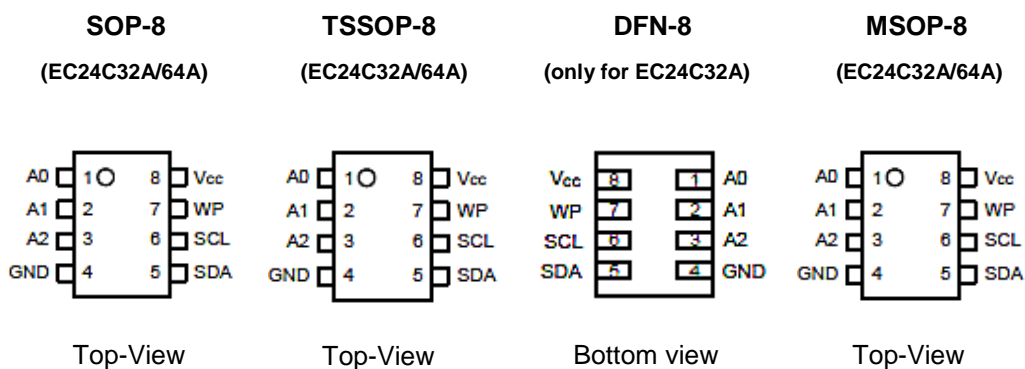 SOP-8 TSSOP-8 DFN-8 MSOP-8
(EC24C32A/64A) (EC24C32A/64A) (only for EC24C32A) (EC24C32A/64A)
A0 1 8 Vcc A0 1 8 Vcc Vcc 8 1 A0 A0 1 8 Vcc
A1 2 7 WP A1 2 7 WP WP 7 2 A1 A1 2 7 WP
A2 3 6 SCL A2 3 6 SCL SCL 6 3 A2 A2 3 6 SCL
GND 4 5 SDA GND 4 5 SDA SDA 5 4 GND GND 4 5 SDA
Top-View Top-View Bottom view Top-View